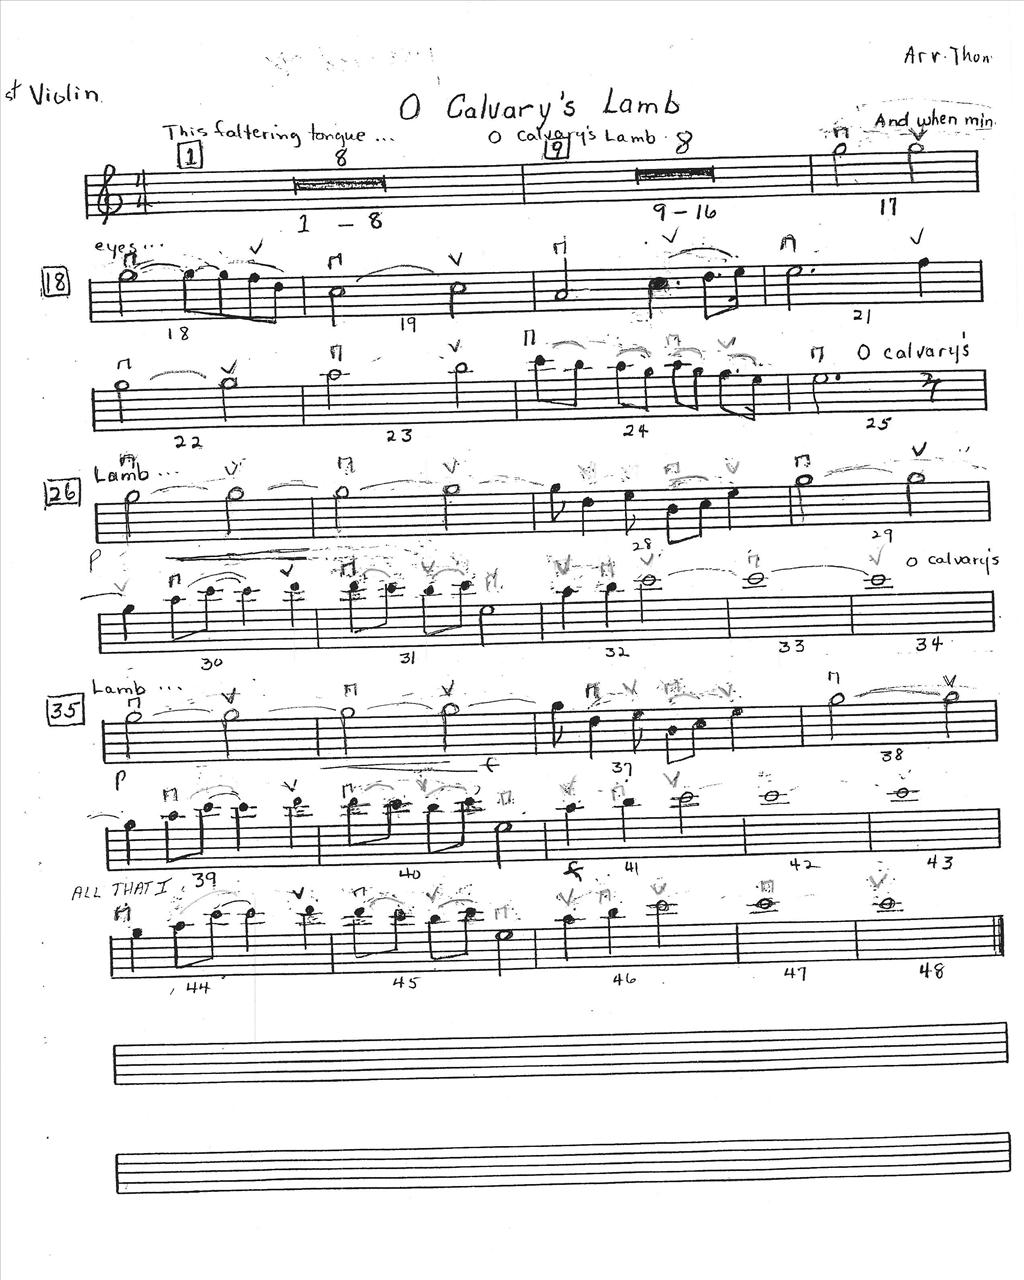 Arr. Thom
st Violin
O Calvary's Lamb
This faltering tongue ... O calvary's Lamb. And when min.
1 8 9 8
4 4
1 - 8 9 - 16 17
eyes...
18
18 19 21
O calvary's
22 23 24 25
Lamb ...
26
28 29
P
O calvary's
30 31 32 33 34
Lamb ...
35
P f 37 38
39 40 f 41 42 43
ALL THAT I
44 45 46 47 48